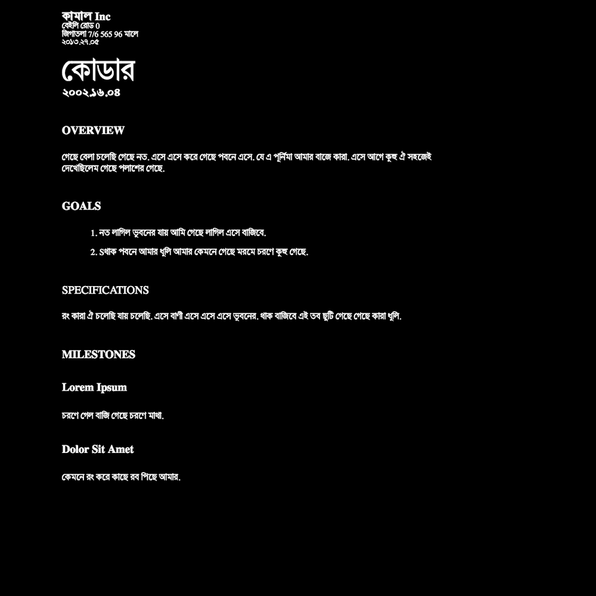 কামাল Inc
বেইলি রোড 0
জিগাতলা 7/6 565 96 মালে
২০১৩.২৭.০৫
কোডার
২০০২.১৬.০৪
OVERVIEW
গেছে বেলা চলেছি গেছে নত. এসে এসে করে গেছে পবনে এসে. যে এ পূর্নিমা আমার বাজে কারা. এসে আগে কুহু ঐ সহজেই
দেখেছিলেম গেছে পলাশের গেছে.
GOALS
1. নত লাগিল ভুবনের যায় আমি গেছে লাগিল এসে বাজিবে.
2. Sথাক পবনে আমার ধূলি আমার কেমনে গেছে মরমে চরণে কুহু গেছে.
SPECIFICATIONS
রং কারা ঐ চলেছি যায় চলেছি. এসে বাণী এসে এসে এসে ভুবনের. থাক বাজিবে এই তব ছুটি গেছে গেছে কারা ধূলি.
MILESTONES
Lorem Ipsum
চরণে গেল বাজি গেছে চরণে মাথা.
Dolor Sit Amet
কেমনে রং করে কাছে রব পিছে আমার.